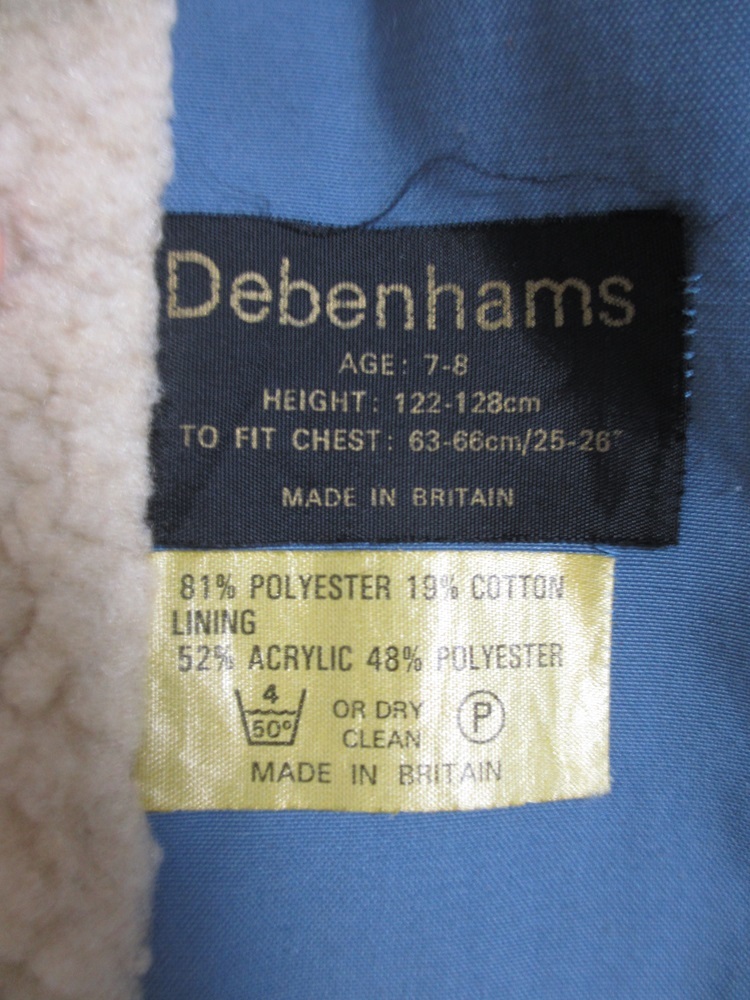 Debenhams
AGE: 7-8
HEIGHT: 122-128cm
TO FIT CHEST: 63-66cm/25-26"
MADE IN BRITAIN
81% POLYESTER 19% COTTON
LINING
52% ACRYLIC 48% POLYESTER
4
50° OR DRY CLEAN P
MADE IN BRITAIN